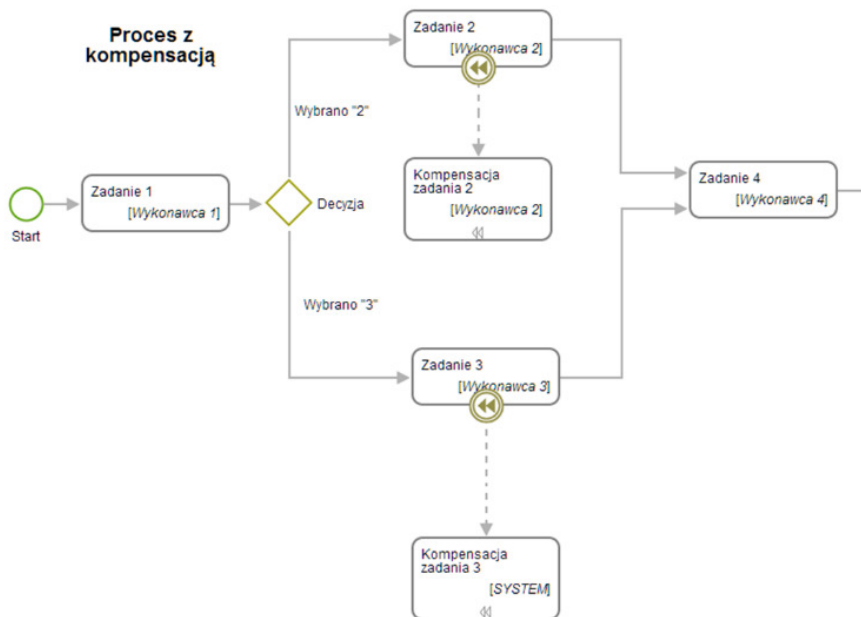 Proces z
kompensacją
Zadanie 2
[Wykonawca 2]
Wybrano "2"
Kompensacja
zadania 2
[Wykonawca 2]
Zadanie 1
[Wykonawca 1]
Start
Decyzja
Zadanie 4
[Wykonawca 4]
Wybrano "3"
Zadanie 3
[Wykonawca 3]
Kompensacja
zadania 3
[SYSTEM]